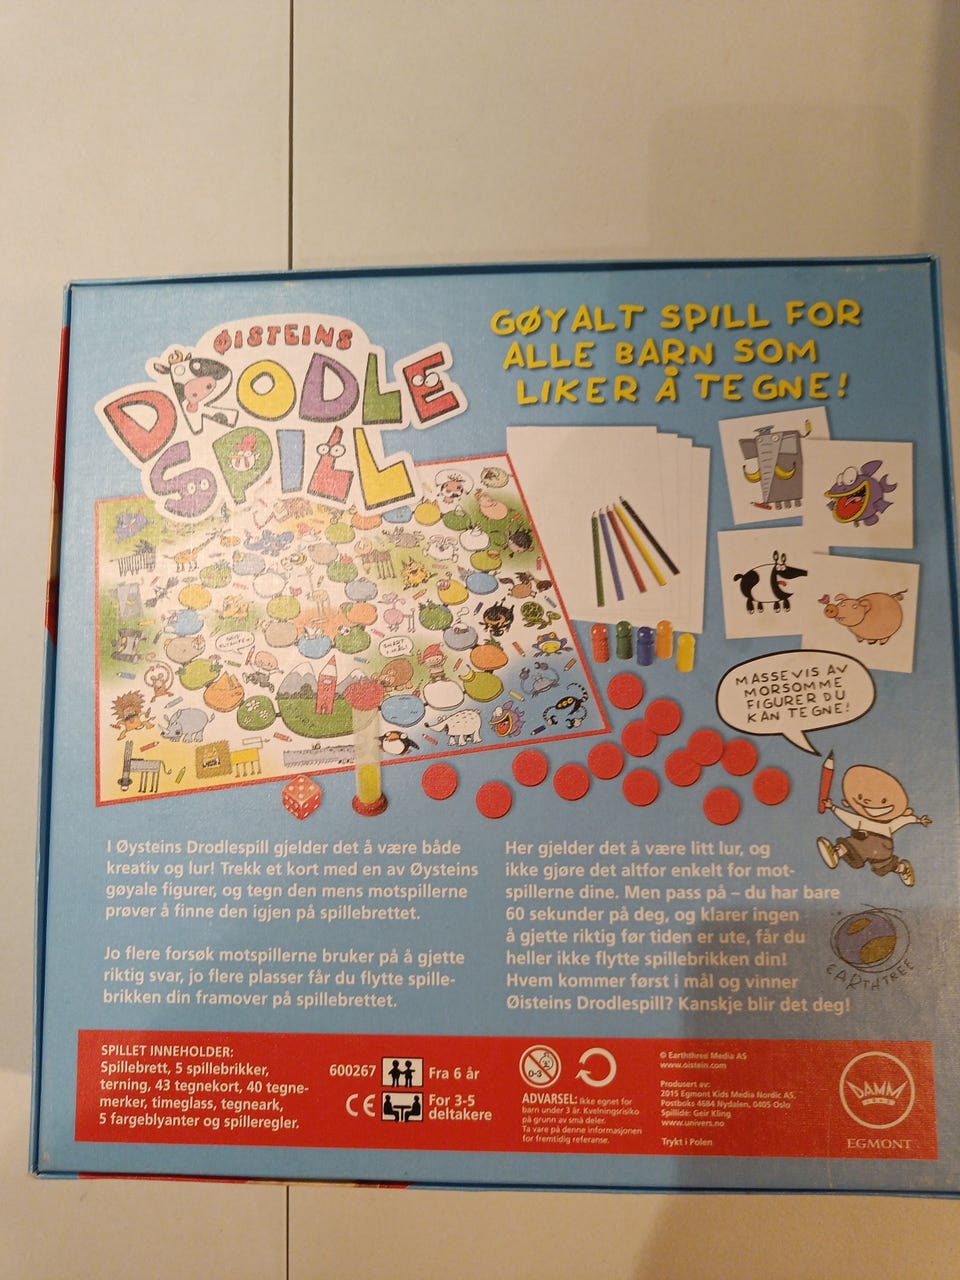 ØISTEINS
DRODLE
SPILL
GØYALT SPILL FOR
ALLE BARN SOM
LIKER Å TEGNE!
MASSEVIS AV
MORSOMME
FIGURER DU
KAN TEGNE!
I Øysteins Drodlespill gjelder det å være både
kreativ og lur! Trekk et kort med en av Øysteins
gøyale figurer, og tegn den mens motspillerne
prøver å finne den igjen på spillebrettet.
Jo flere forsøk motspillerne bruker på å gjette
riktig svar, jo flere plasser får du flytte spille-
brikken din framover på spillebrettet.
Her gjelder det å være litt lur, og
ikke gjøre det altfor enkelt for mot-
spillerne dine. Men pass på – du har bare
60 sekunder på deg, og klarer ingen
å gjette riktig før tiden er ute, får du
heller ikke flytte spillebrikken din!
Hvem kommer først i mål og vinner
Øisteins Drodlespill? Kanskje blir det deg!
EARTHTREE
SPILLET INNEHOLDER:
Spillebrett, 5 spillebrikker,
terning, 43 tegnekort, 40 tegne-
merker, timeglass, tegneark,
5 fargeblyanter og spilleregler.
600267
Fra 6 år
CE
For 3-5
deltakere
0-3
ADVARSEL: Ikke egnet for
barn under 3 år. Kvelningsrisiko
på grunn av små deler.
Ta vare på denne informasjonen
for fremtidig referanse.
© Earththree Media AS
www.oistein.com
Produsert av:
2015 Egmont Kids Media Nordic AS,
Postboks 4684 Nydalen, 0405 Oslo
Spillidé: Geir Kling
www.univers.no
Trykt i Polen
DAMM
EGMONT